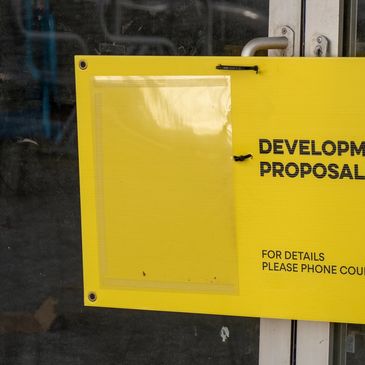 DEVELOPM
PROPOSAL
FOR DETAILS
PLEASE PHONE COU